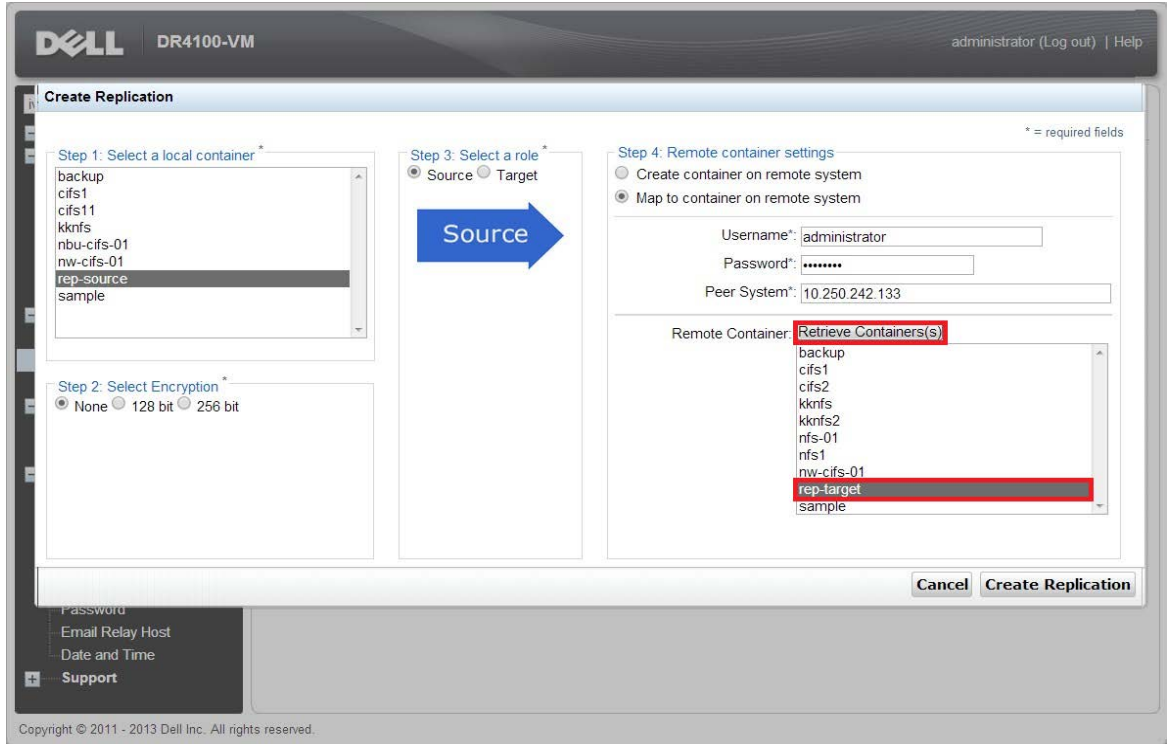 DELL DR4100-VM administrator (Log out) | Help
Create Replication
* = required fields
Step 1: Select a local container *
backup
cifs1
cifs11
kknfs
nbu-cifs-01
nw-cifs-01
rep-source
sample
Step 2: Select Encryption *
None 128 bit 256 bit
Step 3: Select a role *
Source Target
Source
Step 4: Remote container settings
Create container on remote system
Map to container on remote system
Username*: administrator
Password*: ••••••••
Peer System*: 10.250.242.133
Remote Container: Retrieve Containers(s)
backup
cifs1
cifs2
kknfs
kknfs2
nfs-01
nfs1
nw-cifs-01
rep-target
sample
Cancel Create Replication
Password
Email Relay Host
Date and Time
Support
Copyright © 2011 - 2013 Dell Inc. All rights reserved.